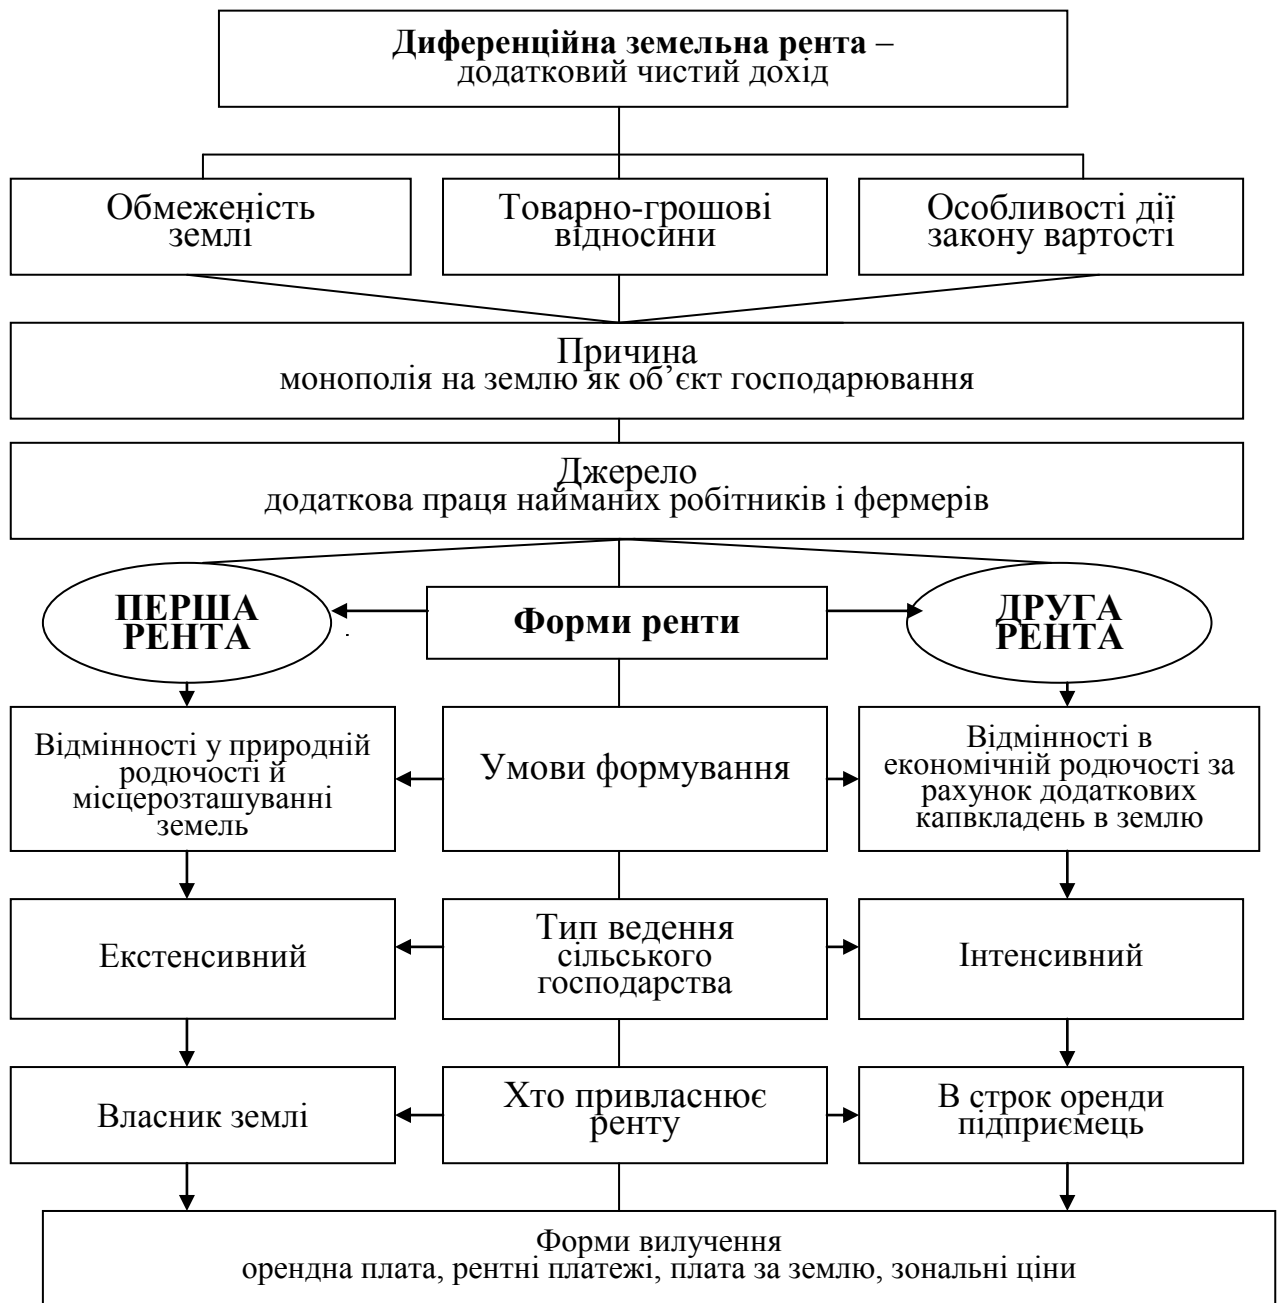 Диференційна земельна рента –
додатковий чистий дохід
Обмеженість
землі
Товарно-грошові
відносини
Особливості дії
закону вартості
Причина
монополія на землю як об’єкт господарювання
Джерело
додаткова праця найманих робітників і фермерів
ПЕРША
РЕНТА
Форми ренти
ДРУГА
РЕНТА
Відмінності у природній
родючості й
місцерозташуванні
земель
Умови формування
Відмінності в
економічній родючості за
рахунок додаткових
капвкладень в землю
Екстенсивний
Тип ведення
сільського
господарства
Інтенсивний
Власник землі
Хто привласнює
ренту
В строк оренди
підприємець
Форми вилучення
орендна плата, рентні платежі, плата за землю, зональні ціни